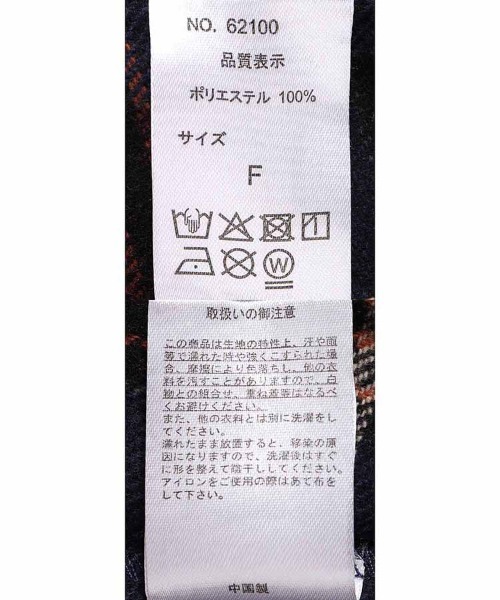 NO. 62100
品質表示
ポリエステル 100%
サイズ
F
W
取扱いの御注意
この商品は生地の特性上、汗や雨
等で濡れた時や強くこすられた場
合、摩擦により色落ちし、他の衣
料を汚すことがありますので、白
物との組合せ、重ね着等はなるべ
くお避けください。
また、他の衣料とは別に洗濯をし
てください。
濡れたまま放置すると、移染の原
因になりますので、洗濯後はすぐ
に形を整えて陰干ししてください。
アイロンをご使用の際はあて布を
して下さい。
中国製